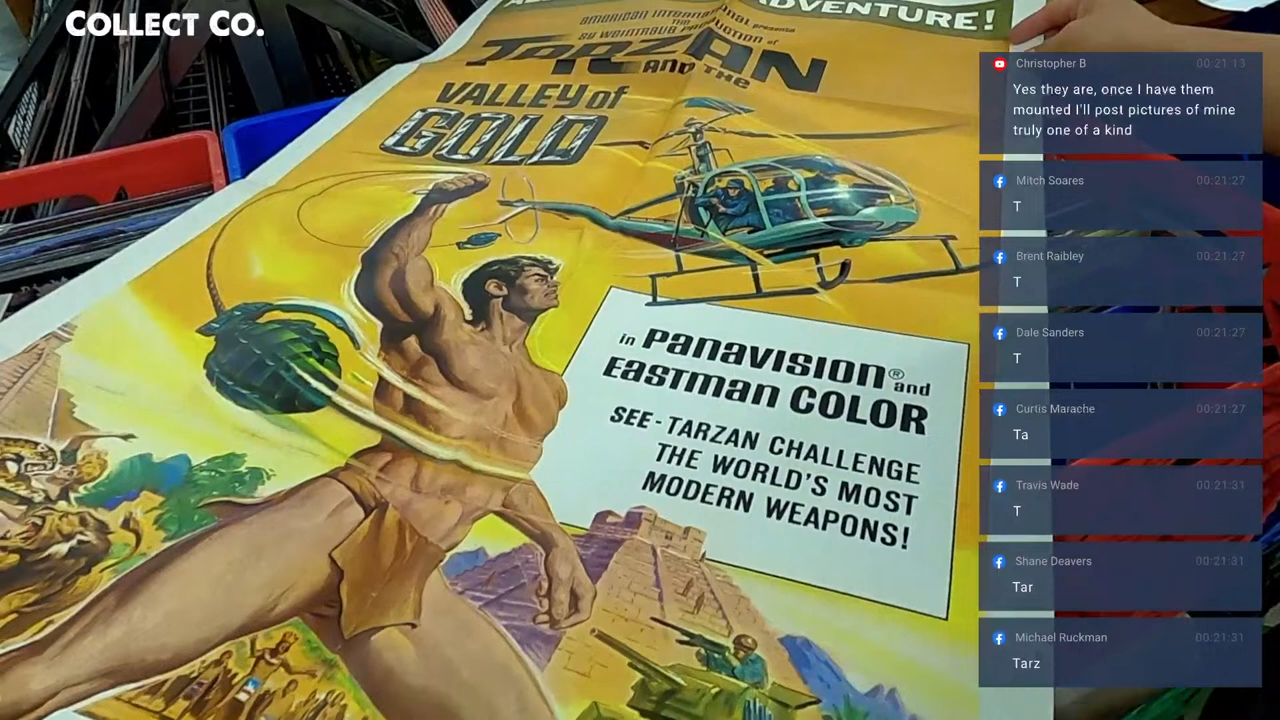 COLLECT CO.
ADVENTURE!
AMERICAN INTERNATIONAL presents
BY WEINTRAUB PRODUCTION of
TARZAN
AND THE
VALLEY of
GOLD
in PANAVISION® and
EASTMAN COLOR
SEE - TARZAN CHALLENGE
THE WORLD'S MOST
MODERN WEAPONS!
Christopher B 00:21:13
Yes they are, once I have them
mounted I'll post pictures of mine
truly one of a kind
Mitch Soares 00:21:27
T
Brent Raibley 00:21:27
T
Dale Sanders 00:21:27
T
Curtis Marache 00:21:27
Ta
Travis Wade 00:21:31
T
Shane Deavers 00:21:31
Tar
Michael Ruckman 00:21:31
Tarz